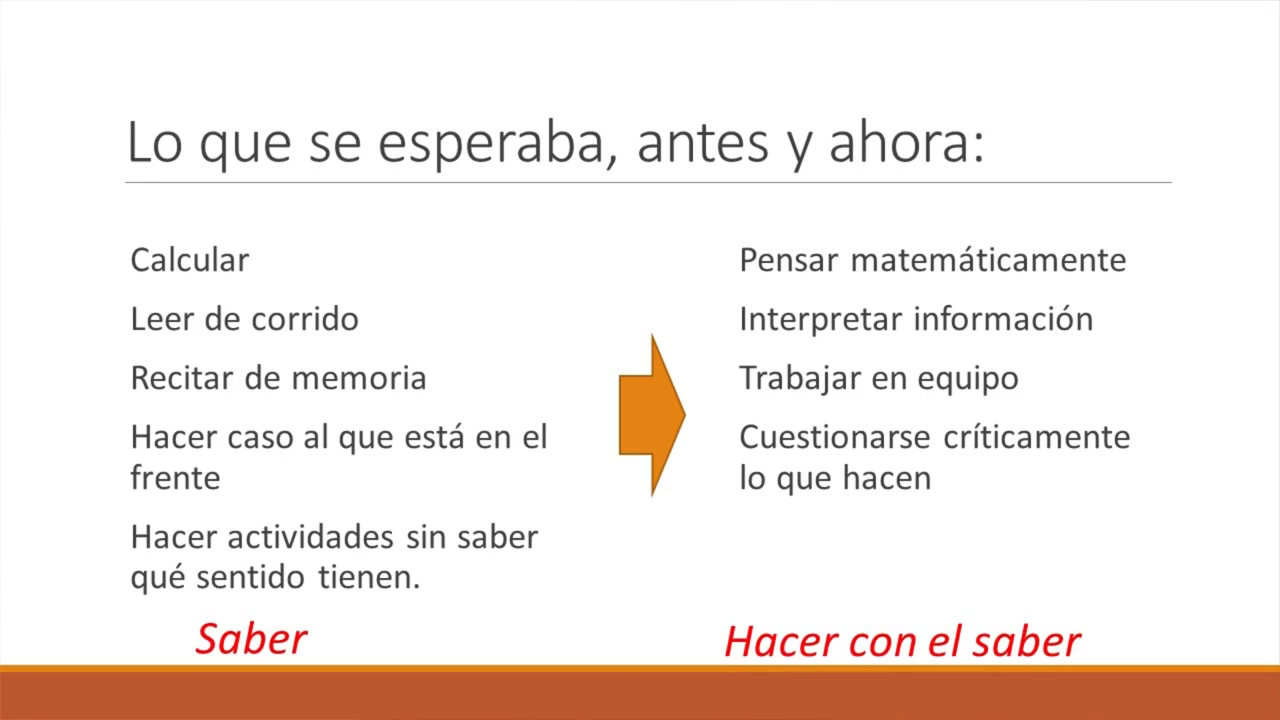 Lo que se esperaba, antes y ahora:
Calcular
Leer de corrido
Recitar de memoria
Hacer caso al que está en el
frente
Hacer actividades sin saber
qué sentido tienen.
Saber
Pensar matemáticamente
Interpretar información
Trabajar en equipo
Cuestionarse críticamente
lo que hacen
Hacer con el saber